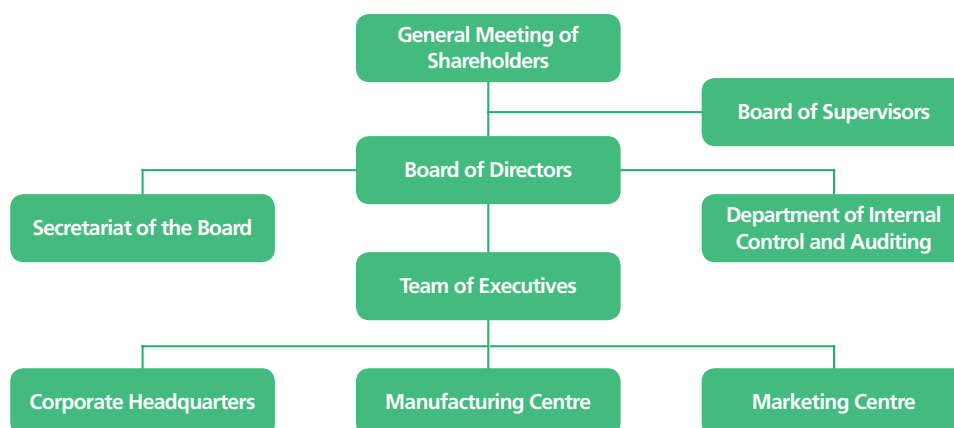 General Meeting of
Shareholders
Board of Supervisors
Board of Directors
Secretariat of the Board
Department of Internal
Control and Auditing
Team of Executives
Corporate Headquarters
Manufacturing Centre
Marketing Centre